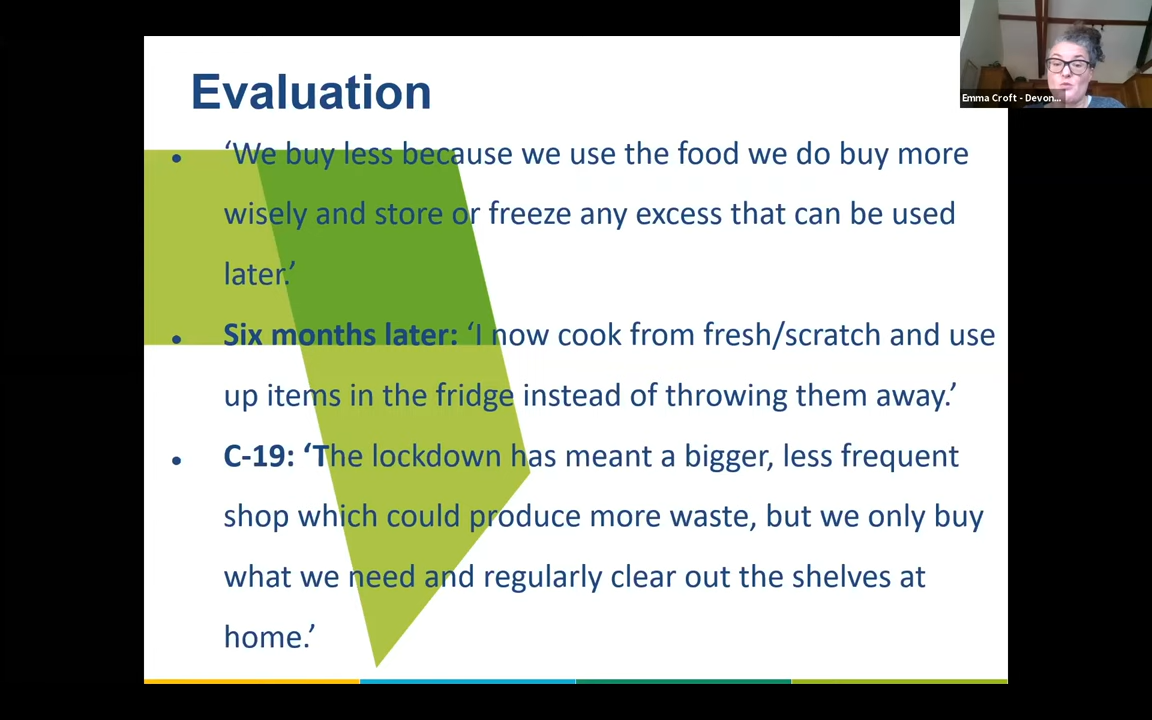 Evaluation
• ‘We buy less because we use the food we do buy more
wisely and store or freeze any excess that can be used
later.’
• Six months later: ‘I now cook from fresh/scratch and use
up items in the fridge instead of throwing them away.’
• C-19: ‘The lockdown has meant a bigger, less frequent
shop which could produce more waste, but we only buy
what we need and regularly clear out the shelves at
home.’
Emma Croft - Devon...